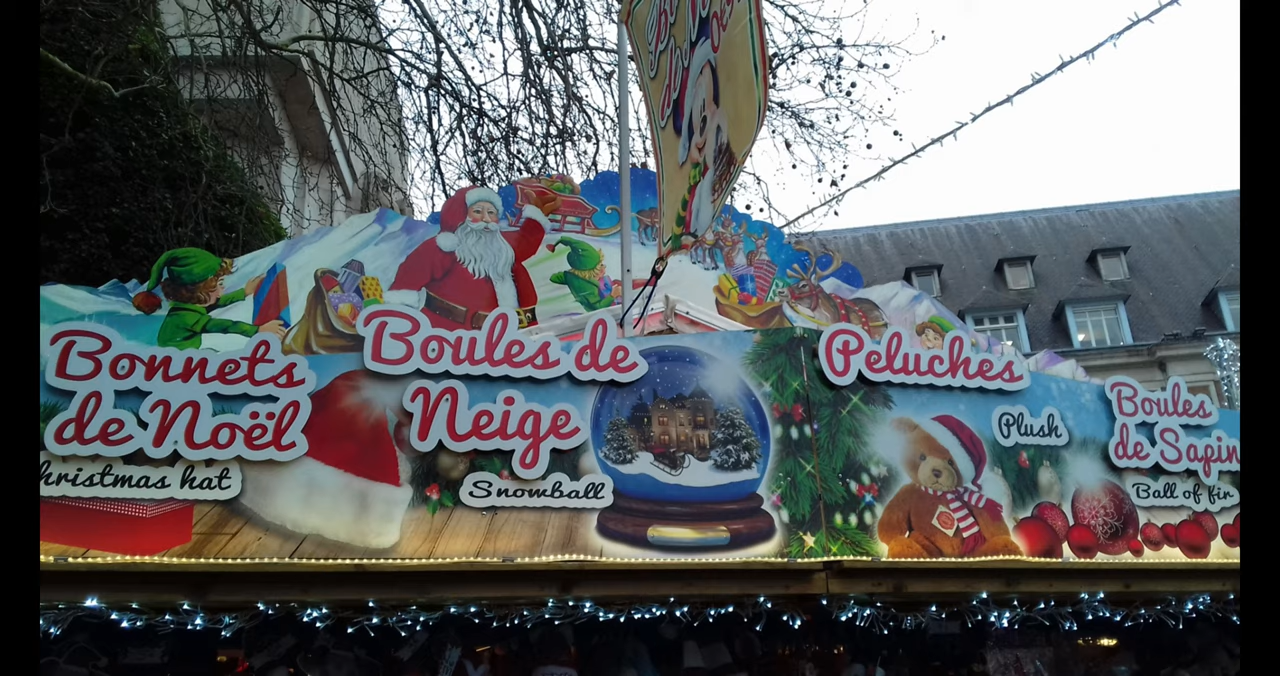 Bonnets
de Noël
hristmas hat
Boules de
Neige
Snowball
Peluches
Plush
Boules
de Sapin
Ball of fir